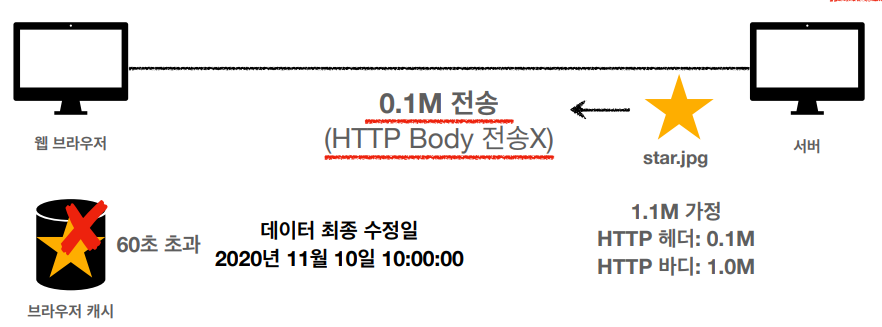 웹 브라우저
0.1M 전송
(HTTP Body 전송X)
star.jpg
서버
60초 초과
브라우저 캐시
데이터 최종 수정일
2020년 11월 10일 10:00:00
1.1M 가정
HTTP 헤더: 0.1M
HTTP 바디: 1.0M